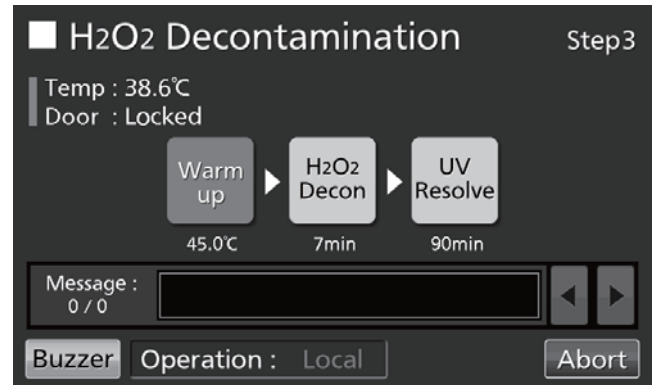 H2O2 Decontamination Step3
Temp : 38.6℃
Door : Locked
Warm up
H2O2 Decon
UV Resolve
45.0℃ 7min 90min
Message :
0 / 0
Buzzer Operation : Local Abort